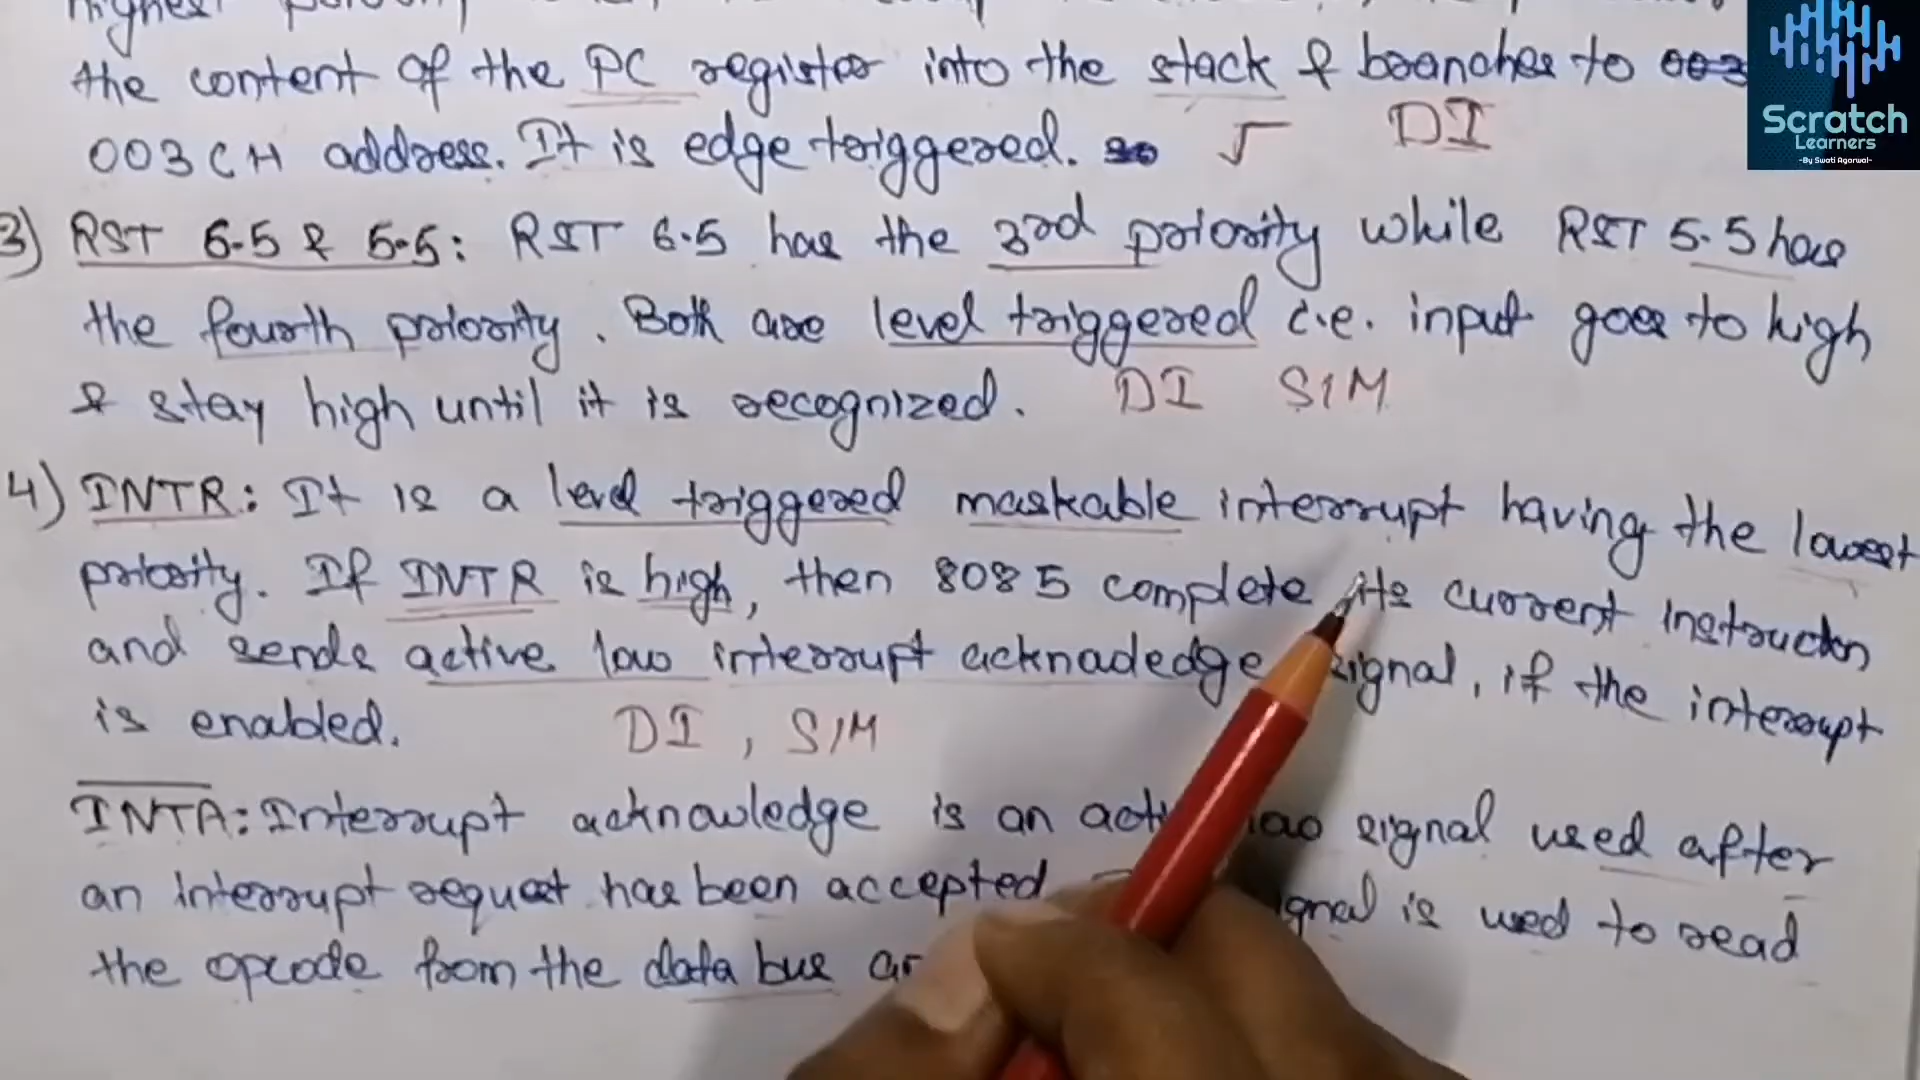 the content of the PC register into the stack & branches to 003
003CH address. It is edge triggered. DI
3) RST 6.5 & 5.5: RST 6.5 has the 3rd priority while RST 5.5 has
the fourth priority. Both are level triggered i.e. input goes to high
& stay high until it is recognized. DI SIM
4) INTR: It is a level triggered maskable interrupt having the lowest
priority. If INTR is high, then 8085 complete its current instruction
and sends active low interrupt acknowledge signal, if the interrupt
is enabled. DI, SIM
INTA: Interrupt acknowledge is an low signal used after
an interrupt request has been accepted is used to read
the opcode from the data bus
Scratch
Learners
-By Swati Agarwal-